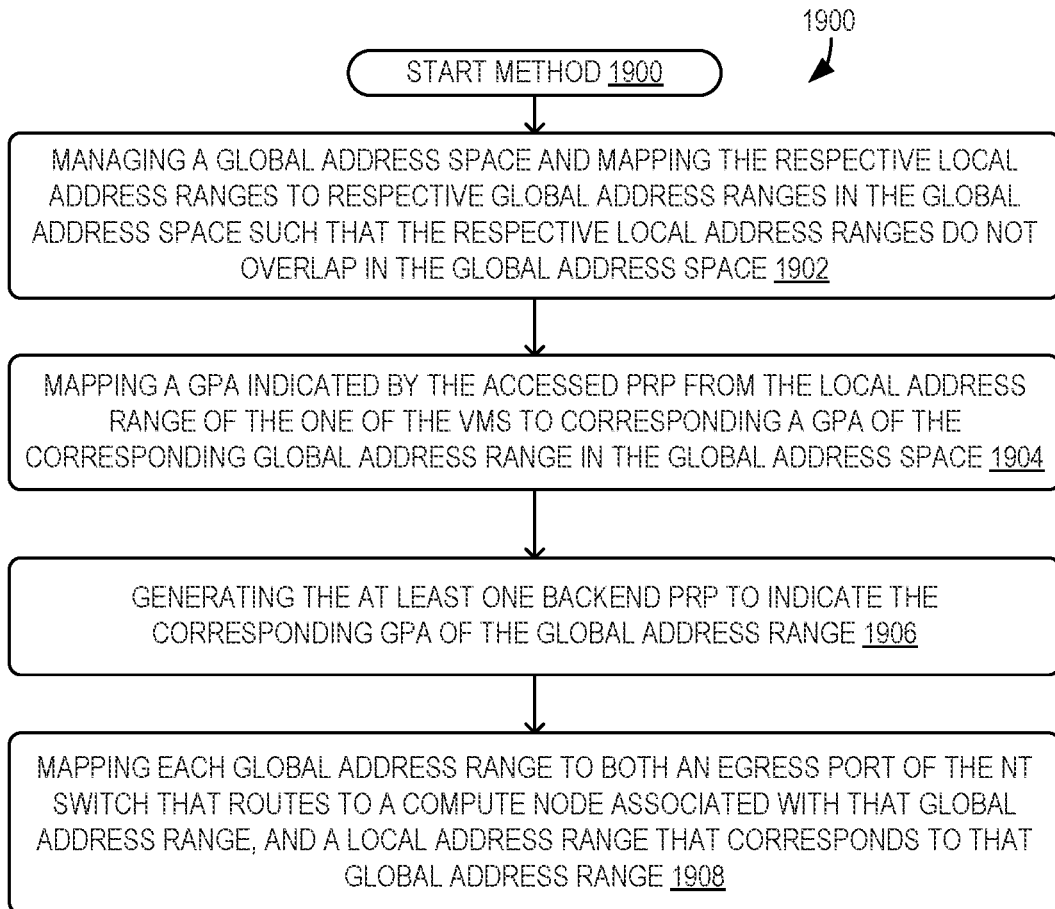 1900
START METHOD 1900
MANAGING A GLOBAL ADDRESS SPACE AND MAPPING THE RESPECTIVE LOCAL
ADDRESS RANGES TO RESPECTIVE GLOBAL ADDRESS RANGES IN THE GLOBAL
ADDRESS SPACE SUCH THAT THE RESPECTIVE LOCAL ADDRESS RANGES DO NOT
OVERLAP IN THE GLOBAL ADDRESS SPACE 1902
MAPPING A GPA INDICATED BY THE ACCESSED PRP FROM THE LOCAL ADDRESS
RANGE OF THE ONE OF THE VMS TO CORRESPONDING A GPA OF THE
CORRESPONDING GLOBAL ADDRESS RANGE IN THE GLOBAL ADDRESS SPACE 1904
GENERATING THE AT LEAST ONE BACKEND PRP TO INDICATE THE
CORRESPONDING GPA OF THE GLOBAL ADDRESS RANGE 1906
MAPPING EACH GLOBAL ADDRESS RANGE TO BOTH AN EGRESS PORT OF THE NT
SWITCH THAT ROUTES TO A COMPUTE NODE ASSOCIATED WITH THAT GLOBAL
ADDRESS RANGE, AND A LOCAL ADDRESS RANGE THAT CORRESPONDS TO THAT
GLOBAL ADDRESS RANGE 1908